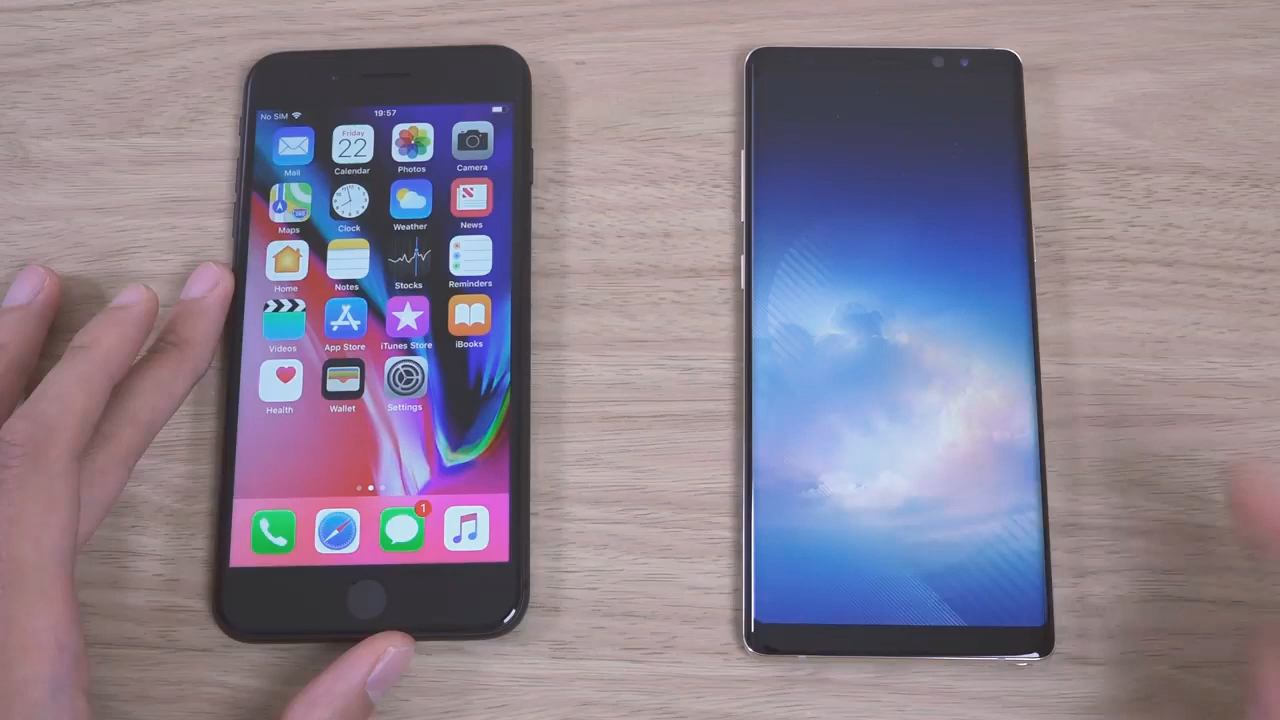 No SIM 19:57
Mail
Friday
22
Calendar
Photos
Camera
Maps
Clock
Weather
News
Home
Notes
Stocks
Reminders
Videos
App Store
iTunes Store
iBooks
Health
Wallet
Settings
1